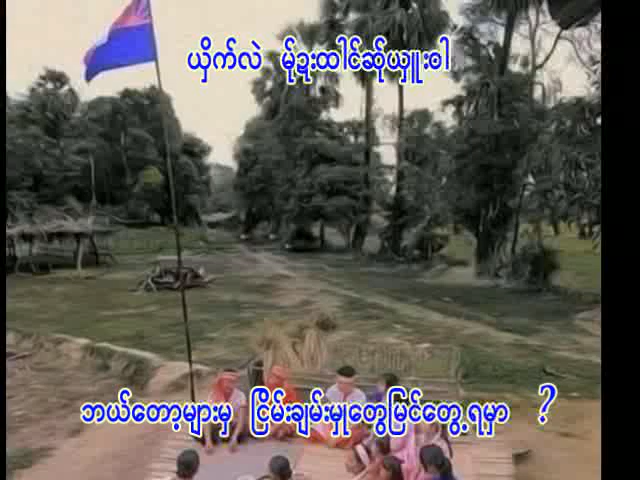 ယှိက်လဲ မ့ုဍးထါင်ဆ့ုယှူးဝါ
ဘယ်တော့များမှ ငြိမ်းချမ်းမှုတွေမြင်တွေ့ရမှာ ?